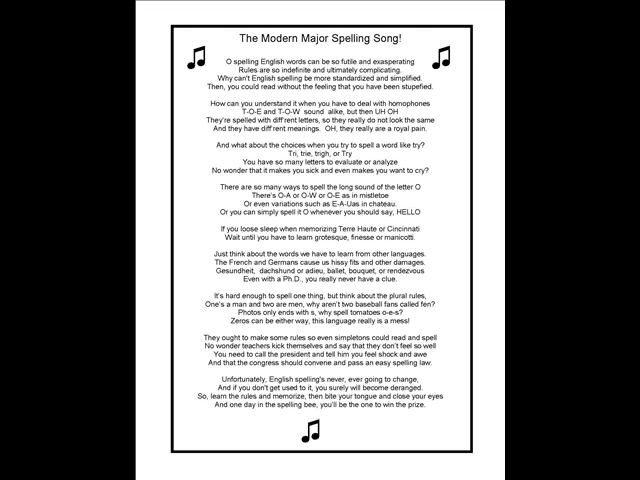 The Modern Major Spelling Song!
O spelling English words can be so futile and exasperating
Rules are so indefinite and ultimately complicating.
Why can't English spelling be more standardized and simplified.
Then, you could read without the feeling that you have been stupefied.
How can you understand it when you have to deal with homophones
T-O-E and T-O-W sound alike, but then UH OH
They're spelled with diff'rent letters, so they really do not look the same
And they have diff'rent meanings. OH, they really are a royal pain.
And what about the choices when you try to spell a word like try?
Tri, trie, trigh, or Try
You have so many letters to evaluate or analyze
No wonder that it makes you sick and even makes you want to cry?
There are so many ways to spell the long sound of the letter O
There's O-A or O-W or O-E as in mistletoe
Or even variations such as E-A-Uas in chateau.
Or you can simply spell it O whenever you should say, HELLO
If you loose sleep when memorizing Terre Haute or Cincinnati
Wait until you have to learn grotesque, finesse or manicotti.
Just think about the words we have to learn from other languages.
The French and Germans cause us hissy fits and other damages.
Gesundheit, dachshund or adieu, ballet, bouquet, or rendezvous
Even with a Ph.D., you really never have a clue.
It's hard enough to spell one thing, but think about the plural rules,
One's a man and two are men, why aren't two baseball fans called fen?
Photos only ends with s, why spell tomatoes o-e-s?
Zeros can be either way, this language really is a mess!
They ought to make some rules so even simpletons could read and spell
No wonder teachers kick themselves and say that they don't feel so well
You need to call the president and tell him you feel shock and awe
And that the congress should convene and pass an easy spelling law.
Unfortunately, English spelling's never, ever going to change,
And if you don't get used to it, you surely will become deranged.
So, learn the rules and memorize, then bite your tongue and close your eyes
And one day in the spelling bee, you'll be the one to win the prize.